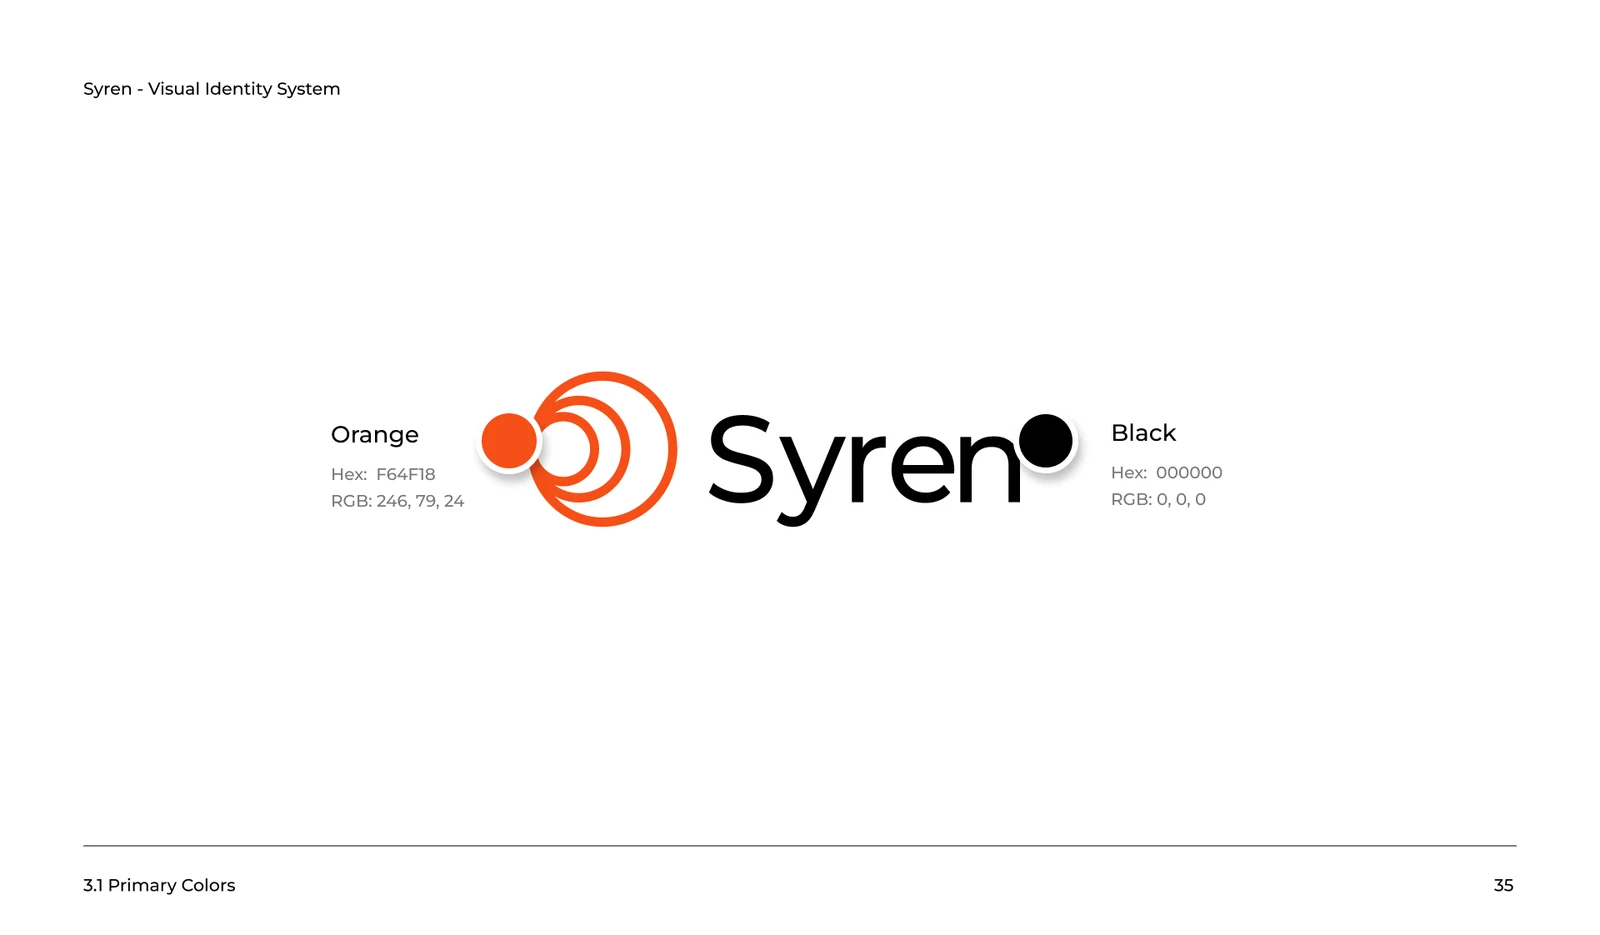 Syren - Visual Identity System
Orange
Hex: F64F18
RGB: 246, 79, 24
Syren
Black
Hex: 000000
RGB: 0, 0, 0
3.1 Primary Colors
35